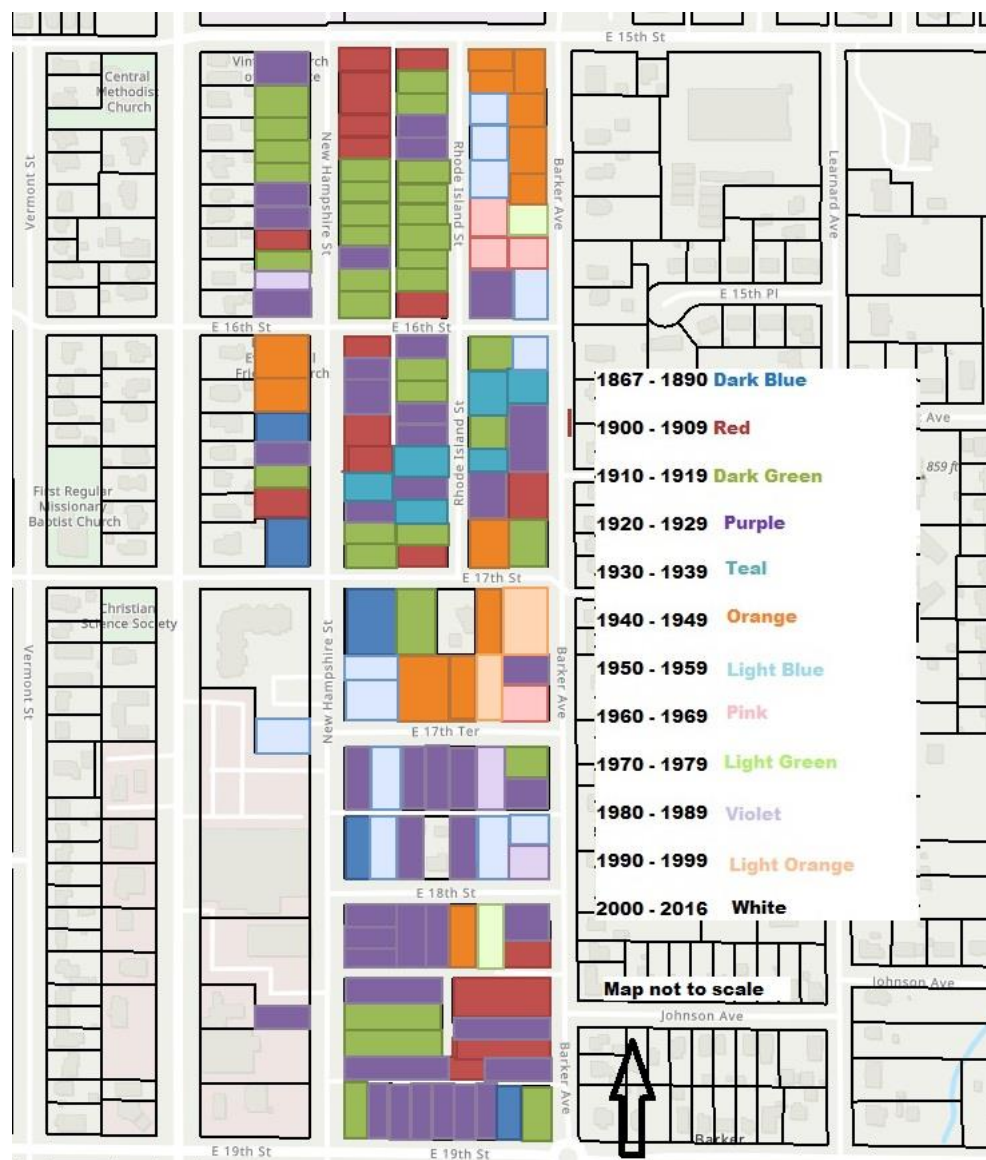 E 15th St
Vin rch
of e
Central
Methodist
Church
Vermont St
New Hampshire St
Rhode Island St
Barker Ave
Learnard Ave
E 15th Pl
E 16th St
E 16th St
E l
Fri rch
1867 - 1890 Dark Blue
1900 - 1909 Red
1910 - 1919 Dark Green
1920 - 1929 Purple
1930 - 1939 Teal
1940 - 1949 Orange
1950 - 1959 Light Blue
1960 - 1969 Pink
1970 - 1979 Light Green
1980 - 1989 Violet
1990 - 1999 Light Orange
2000 - 2016 White
Ave
859 ft
Rhode Island St
First Regular
Missionary
Baptist Church
E 17th St
Christian
Science Society
Vermont St
New Hampshire St
Barker Ave
E 17th Ter
E 18th St
Map not to scale
Johnson Ave
Johnson Ave
Barker Ave
Barker
E 19th St
E 19th St